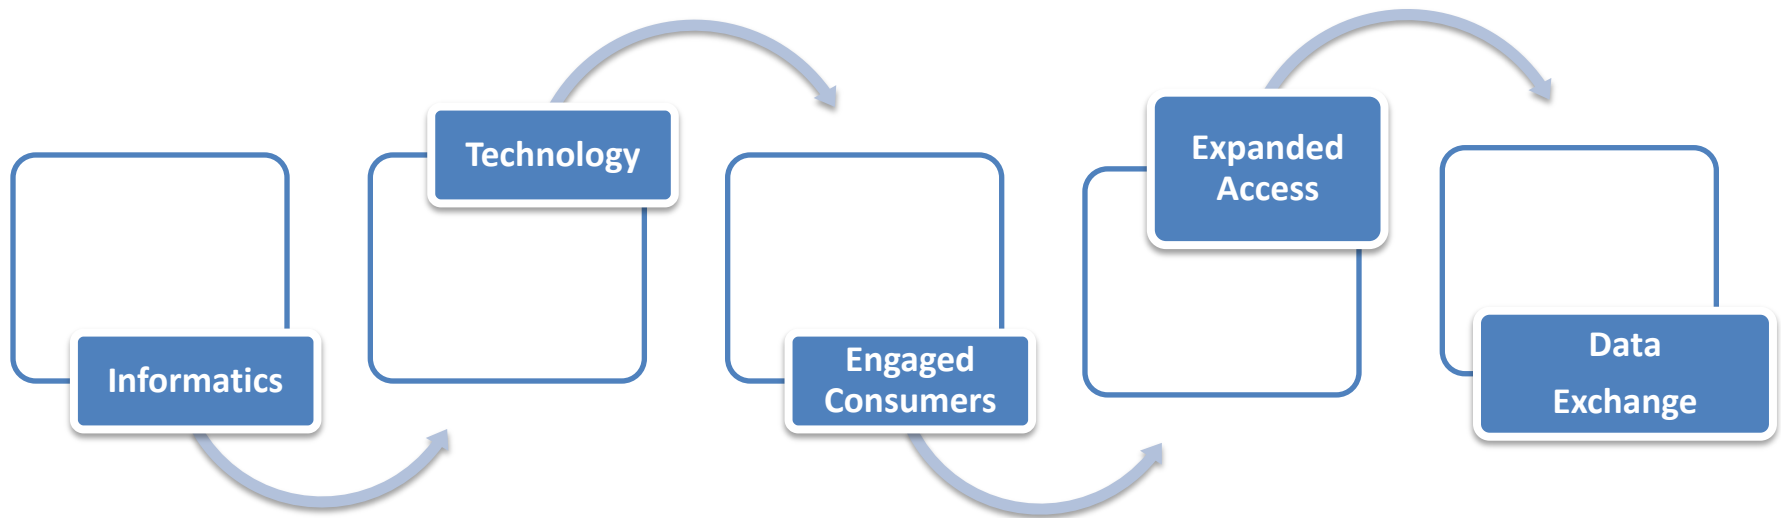 Informatics
Technology
Engaged
Consumers
Expanded
Access
Data
Exchange